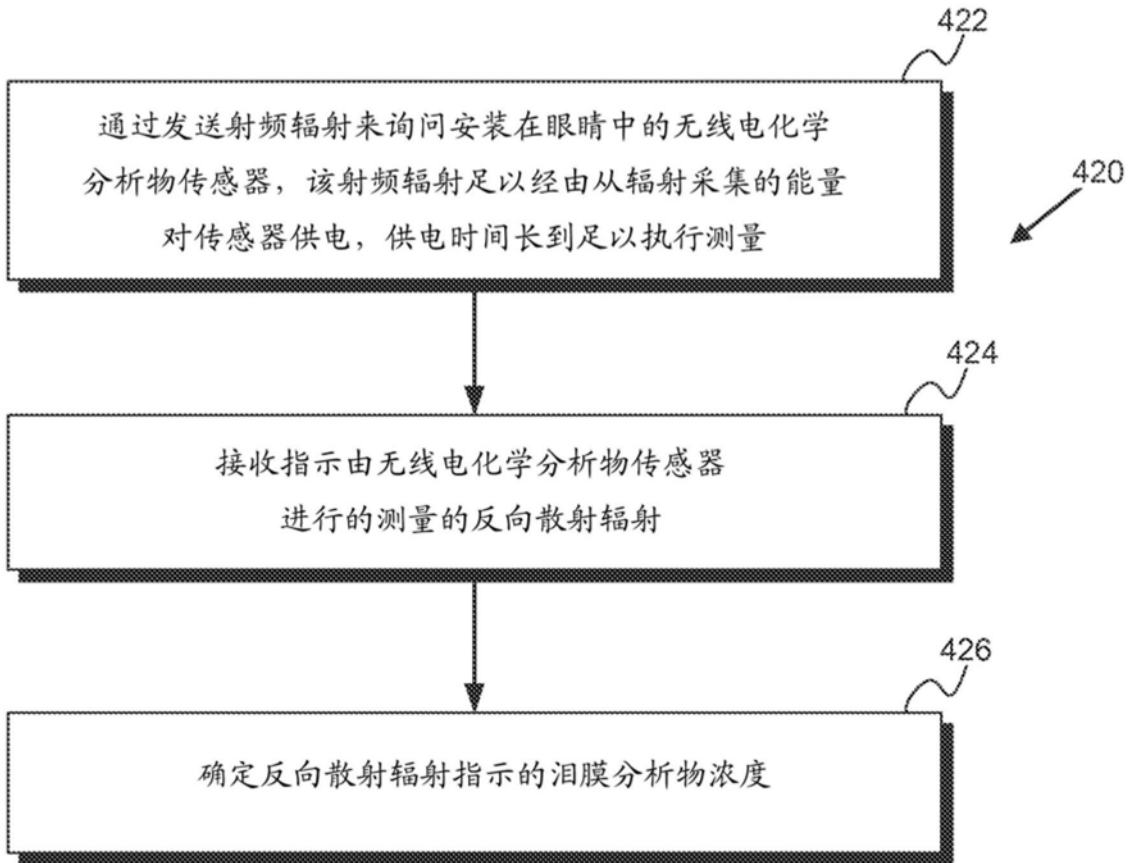 422
通过发送射频辐射来询问安装在眼睛中的无线电化学
分析物传感器，该射频辐射足以经由从辐射采集的能量
对传感器供电，供电时间长到足以执行测量
420
424
接收指示由无线电化学分析物传感器
进行的测量的反向散射辐射
426
确定反向散射辐射指示的泪膜分析物浓度